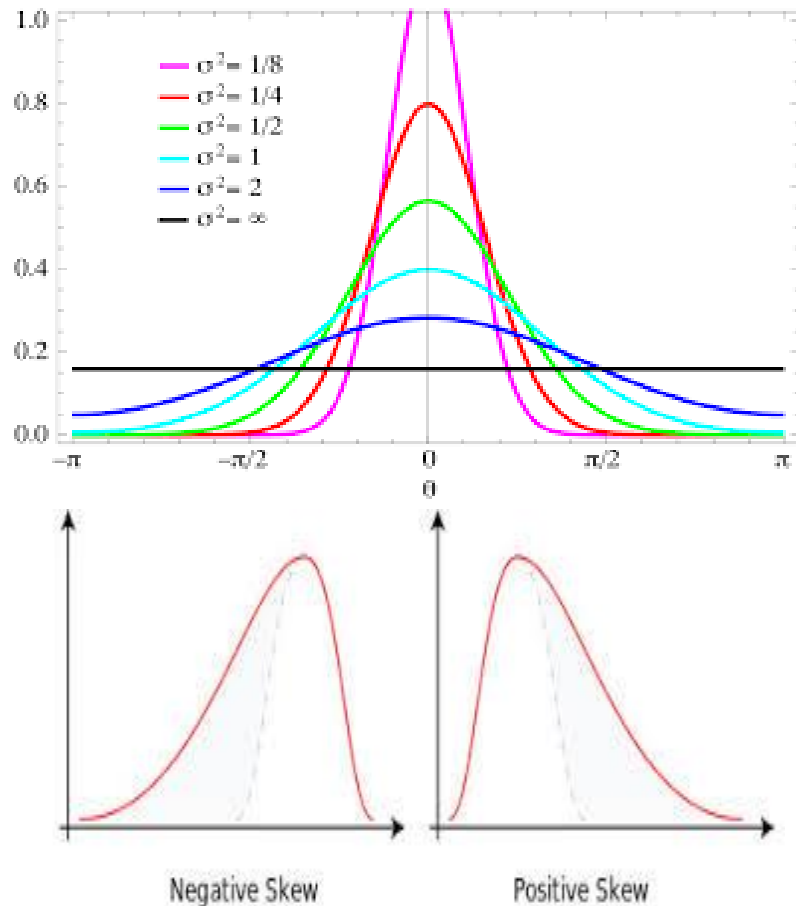 1.0
σ²= 1/8
σ²= 1/4
0.8
σ²= 1/2
σ²= 1
0.6
σ²= 2
σ²= ∞
0.4
0.2
0.0
−π −π/2 0 π/2 π
0
Negative Skew Positive Skew